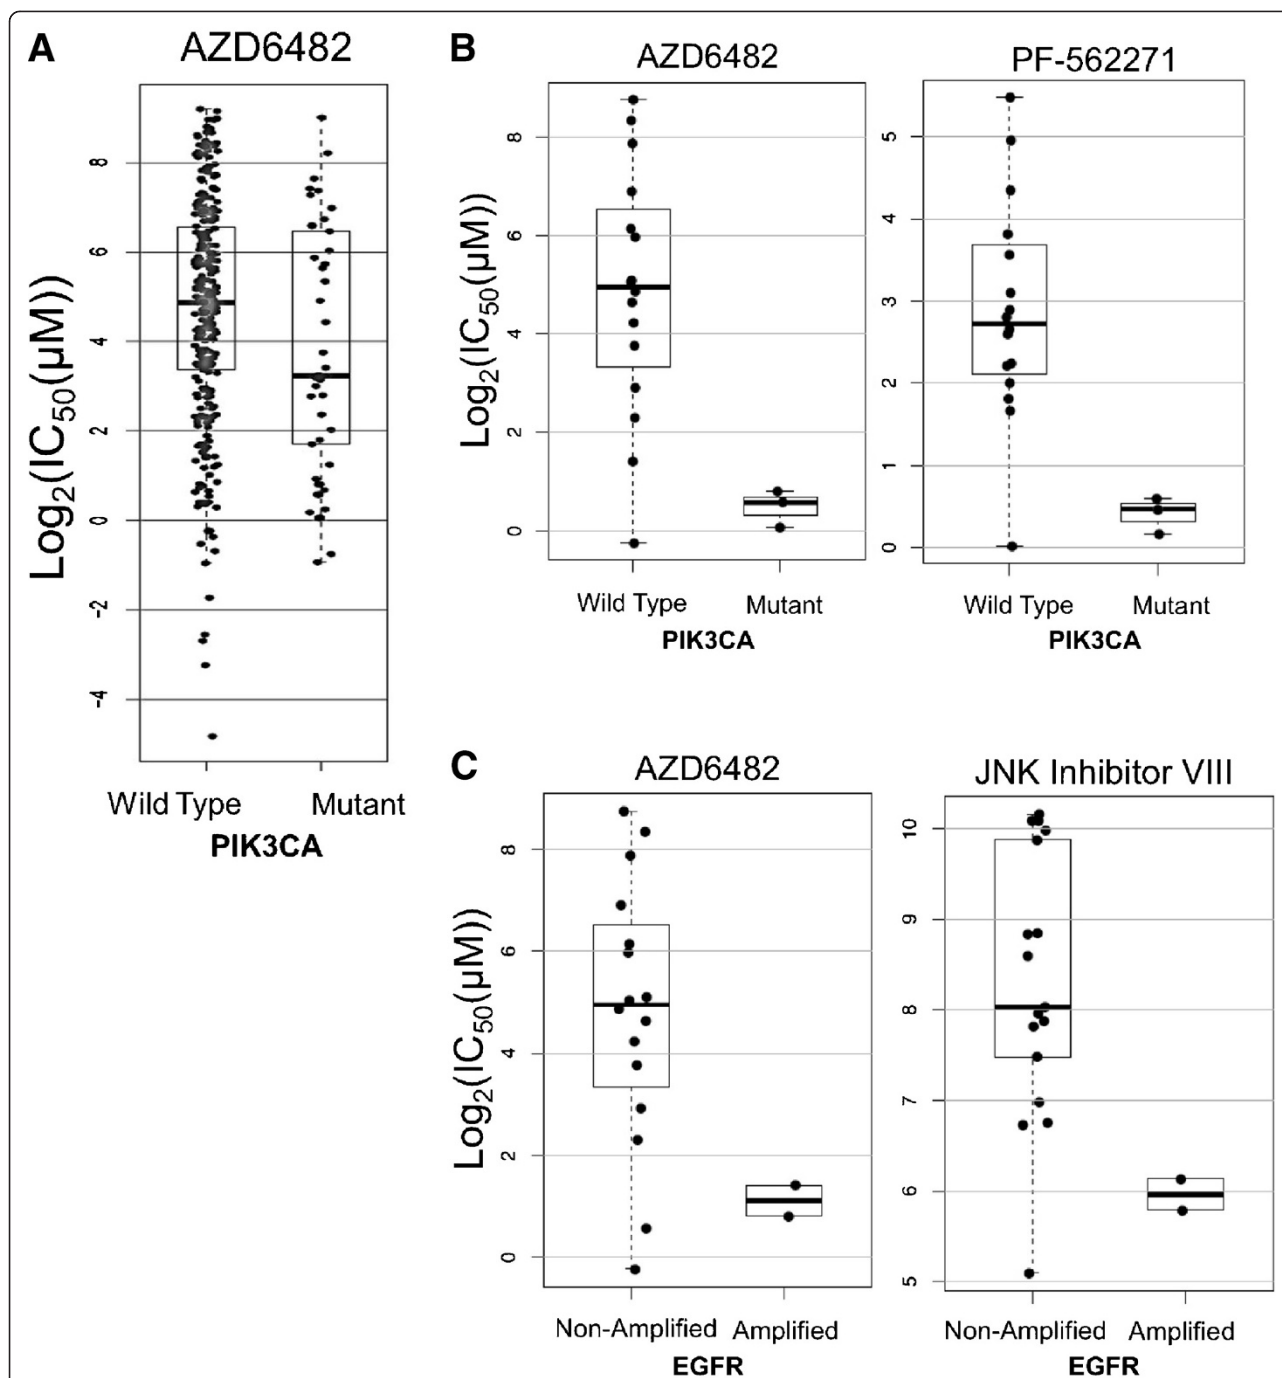 A
AZD6482
Log2(IC50(μM))
8
6
4
2
0
-2
-4
Wild Type Mutant
PIK3CA
B
AZD6482
Log2(IC50(μM))
8
6
4
2
0
Wild Type Mutant
PIK3CA
PF-562271
5
4
3
2
1
0
Wild Type Mutant
PIK3CA
C
AZD6482
Log2(IC50(μM))
8
6
4
2
0
Non-Amplified Amplified
EGFR
JNK Inhibitor VIII
10
9
8
7
6
5
Non-Amplified Amplified
EGFR